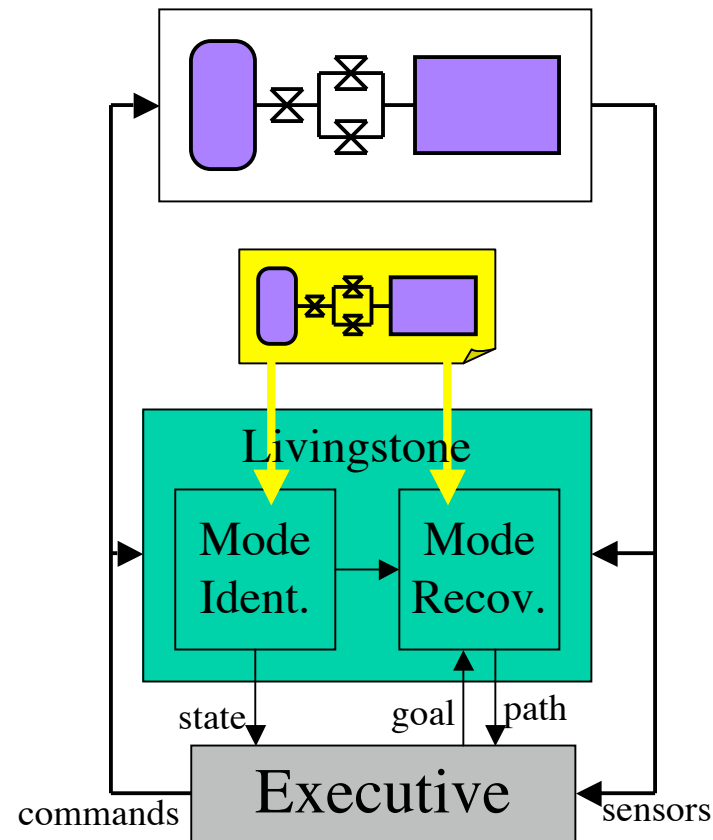 Livingstone
Mode
Ident.
Mode
Recov.
state
goal
path
Executive
commands
sensors